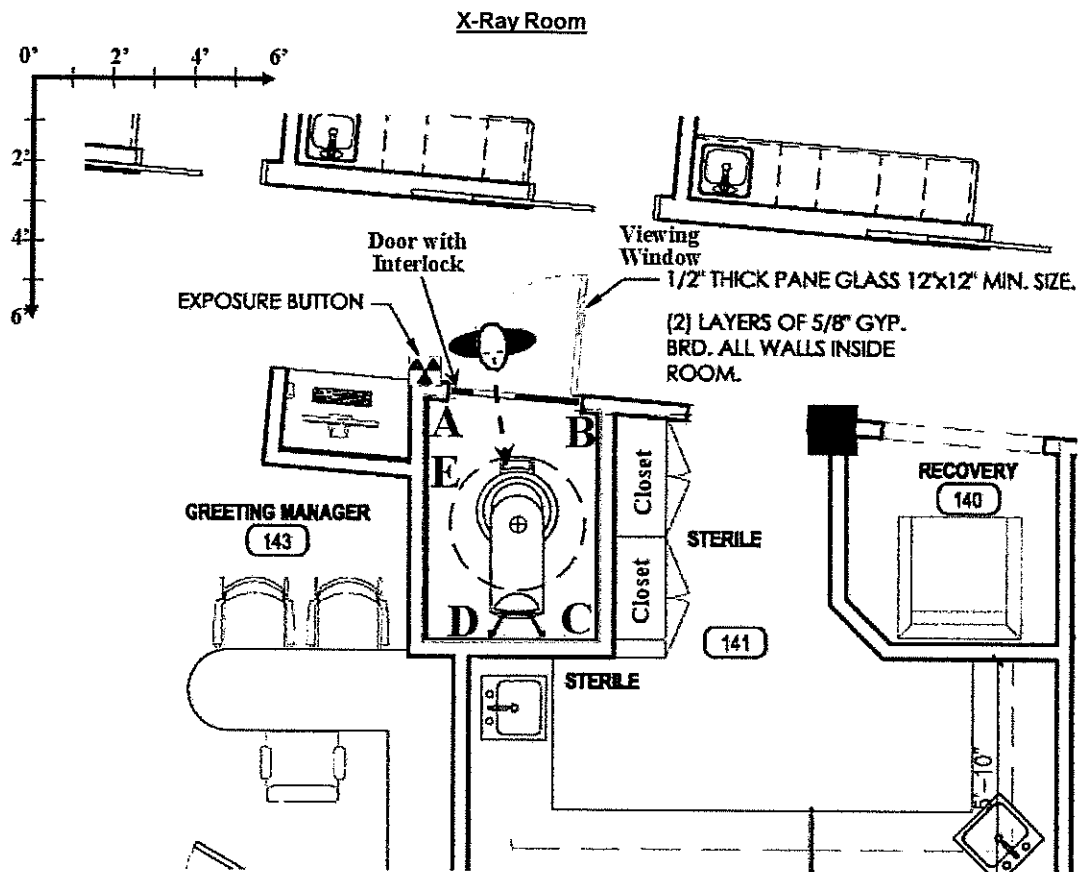 X-Ray Room
0' 2' 4' 6'
2'
4'
6'
Door with
Interlock
Viewing
Window
1/2" THICK PANE GLASS 12"x12" MIN. SIZE.
EXPOSURE BUTTON
(2) LAYERS OF 5/8" GYP.
BRD. ALL WALLS INSIDE
ROOM.
A
B
E
Closet
RECOVERY
140
GREETING MANAGER
143
STERILE
Closet
D
C
141
STERILE
5'-10"